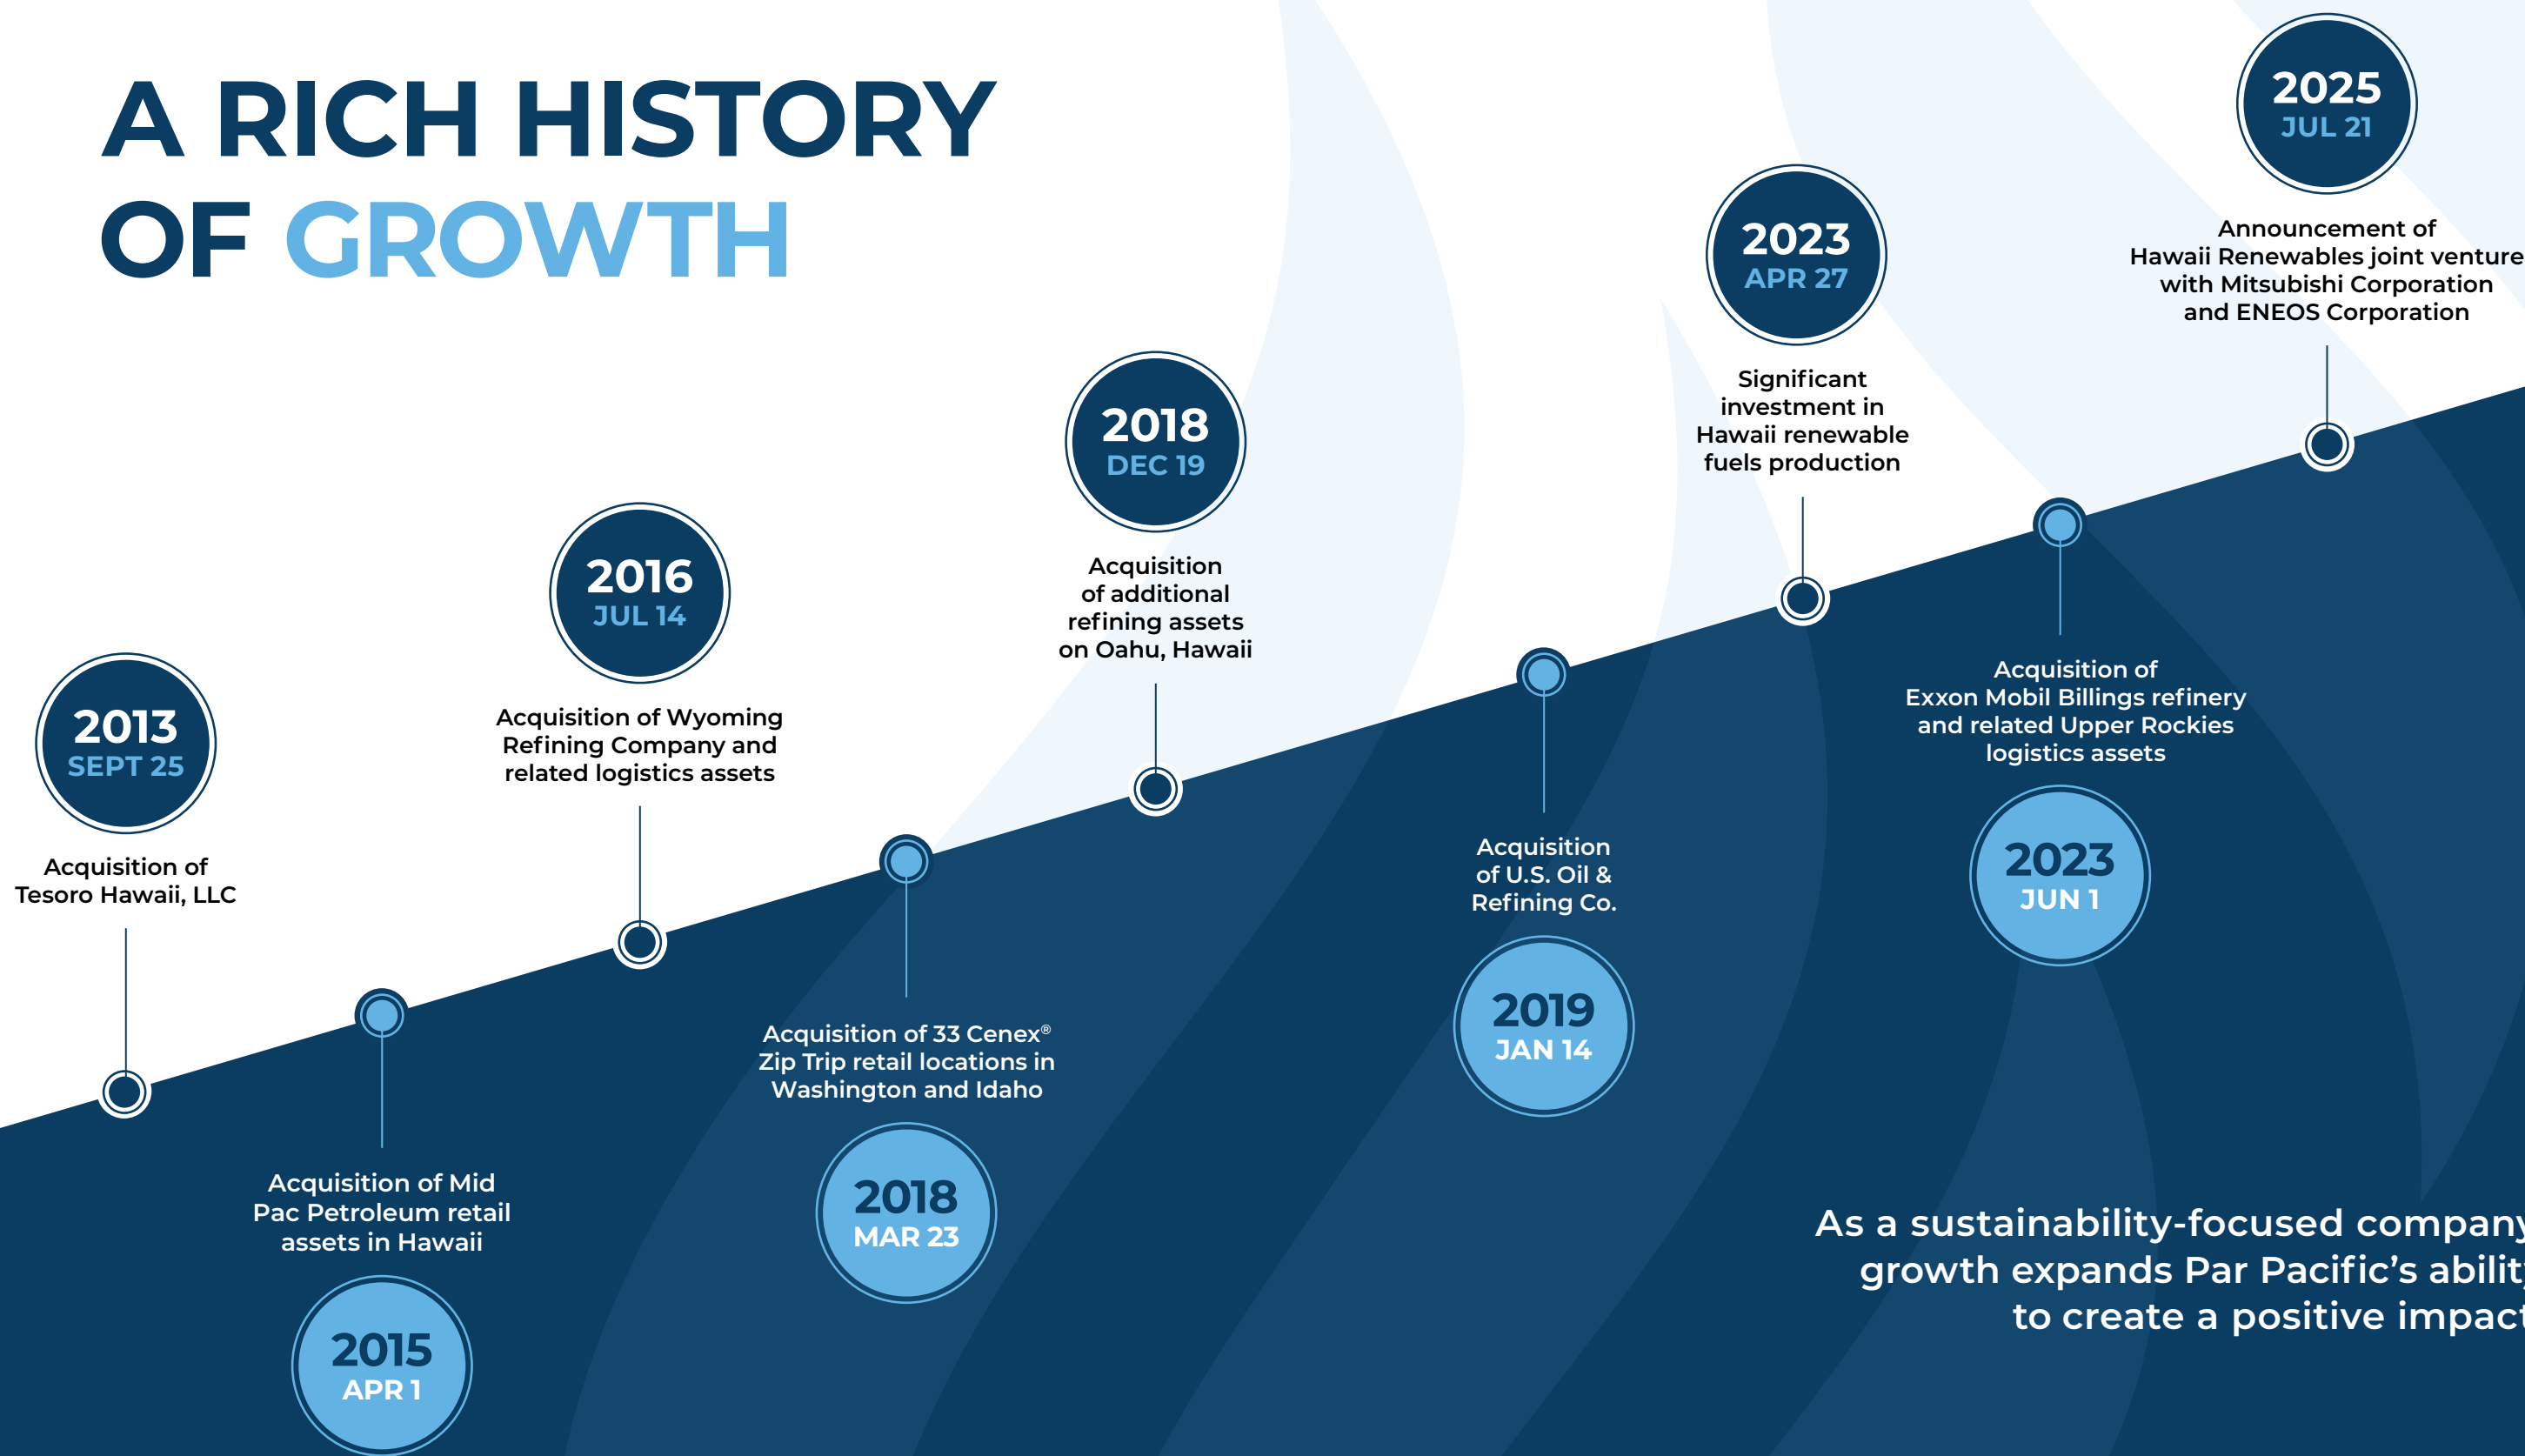 A RICH HISTORY
OF GROWTH
2013
SEPT 25
Acquisition of
Tesoro Hawaii, LLC
2015
APR 1
Acquisition of Mid
Pac Petroleum retail
assets in Hawaii
2016
JUL 14
Acquisition of Wyoming
Refining Company and
related logistics assets
2018
MAR 23
Acquisition of 33 Cenex®
Zip Trip retail locations in
Washington and Idaho
2018
DEC 19
Acquisition
of additional
refining assets
on Oahu, Hawaii
2019
JAN 14
Acquisition
of U.S. Oil &
Refining Co.
2023
APR 27
Significant
investment in
Hawaii renewable
fuels production
2023
JUN 1
Acquisition of
Exxon Mobil Billings refinery
and related Upper Rockies
logistics assets
2025
JUL 21
Announcement of
Hawaii Renewables joint venture
with Mitsubishi Corporation
and ENEOS Corporation
As a sustainability-focused company
growth expands Par Pacific’s ability
to create a positive impact